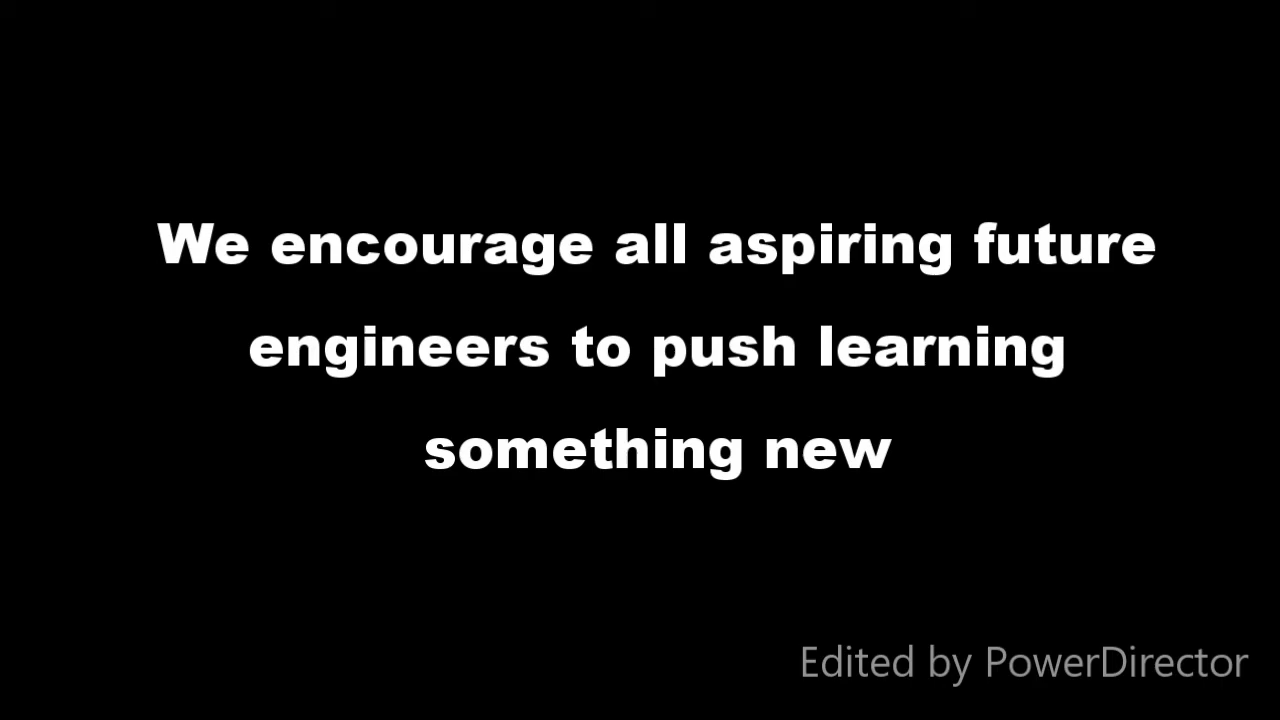 We encourage all aspiring future
engineers to push learning
something new
Edited by PowerDirector